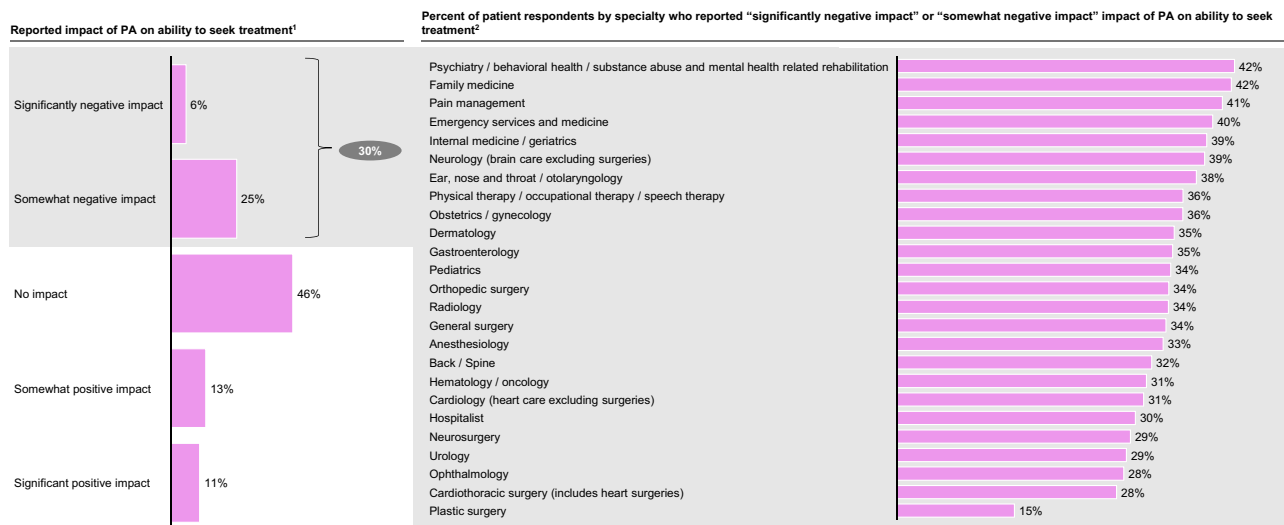 Reported impact of PA on ability to seek treatment¹
Significantly negative impact
6%
Somewhat negative impact
25%
30%
No impact
46%
Somewhat positive impact
13%
Significant positive impact
11%
Percent of patient respondents by specialty who reported “significantly negative impact” or “somewhat negative impact” impact of PA on ability to seek
treatment²
Psychiatry / behavioral health / substance abuse and mental health related rehabilitation 42%
Family medicine 42%
Pain management 41%
Emergency services and medicine 40%
Internal medicine / geriatrics 39%
Neurology (brain care excluding surgeries) 39%
Ear, nose and throat / otolaryngology 38%
Physical therapy / occupational therapy / speech therapy 36%
Obstetrics / gynecology 36%
Dermatology 35%
Gastroenterology 35%
Pediatrics 34%
Orthopedic surgery 34%
Radiology 34%
General surgery 34%
Anesthesiology 33%
Back / Spine 32%
Hematology / oncology 31%
Cardiology (heart care excluding surgeries) 31%
Hospitalist 30%
Neurosurgery 29%
Urology 29%
Ophthalmology 28%
Cardiothoracic surgery (includes heart surgeries) 28%
Plastic surgery 15%